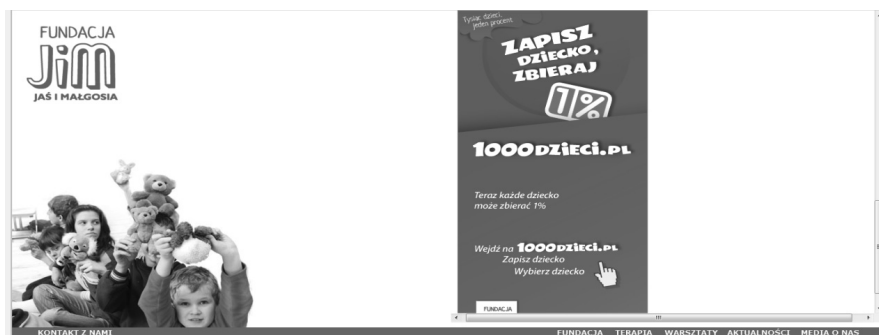 FUNDACJA
JiM
JAŚ I MAŁGOSIA
Tysiąc dzieci,
jeden procent
ZAPISZ
DZIECKO,
ZBIERAJ
1%
1000DZIECI.PL
Teraz każde dziecko
może zbierać 1%
Wejdź na 1000DZIECI.PL
Zapisz dziecko
Wybierz dziecko
FUNDACJA
KONTAKT Z NAMI
FUNDACJA TERAPIA WARSZTATY AKTUALNOŚCI MEDIA O NAS